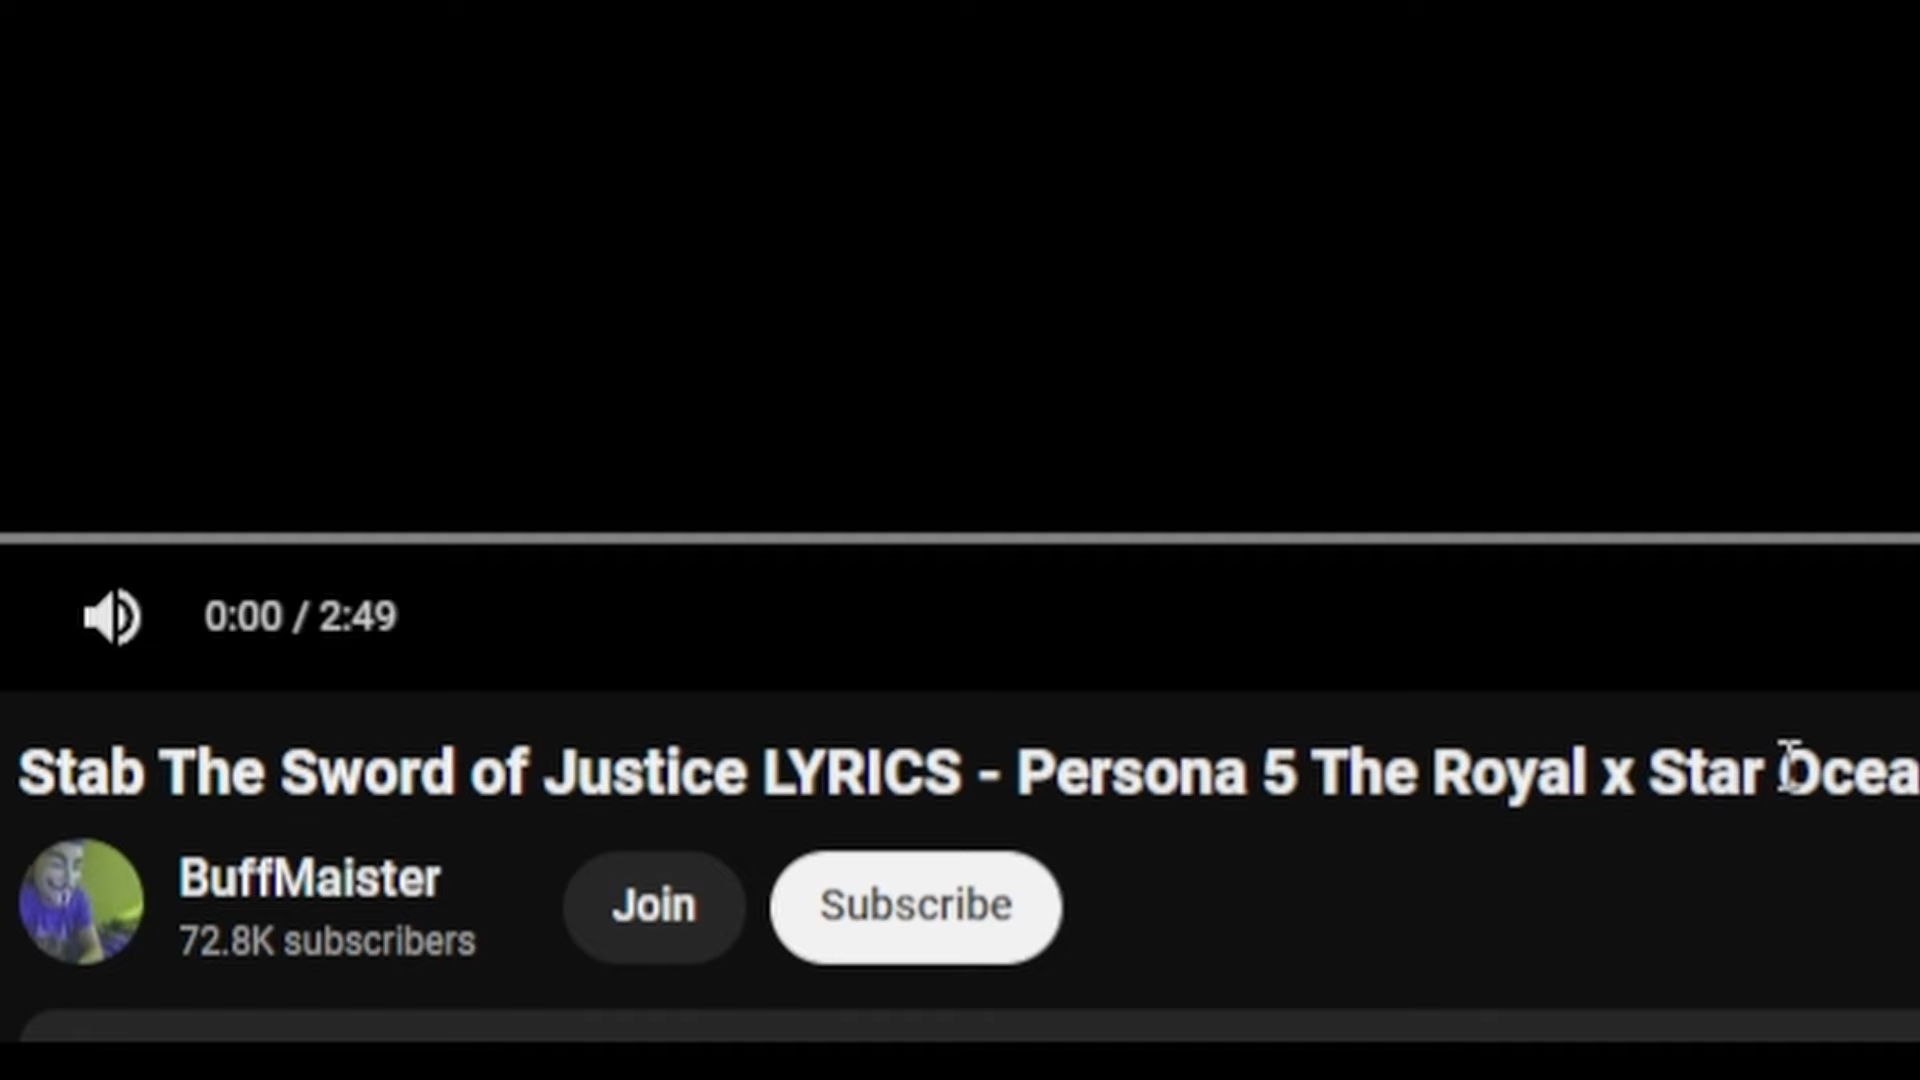 0:00 / 2:49
Stab The Sword of Justice LYRICS - Persona 5 The Royal x Star Ocea
BuffMaister
Join
Subscribe
72.8K subscribers